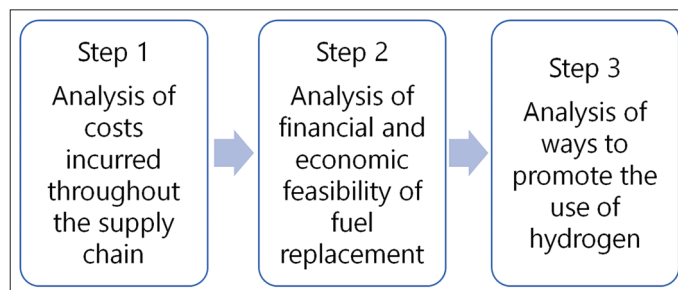 Step 1
Analysis of
costs
incurred
throughout
the supply
chain
Step 2
Analysis of
financial and
economic
feasibility of
fuel
replacement
Step 3
Analysis of
ways to
promote the
use of
hydrogen